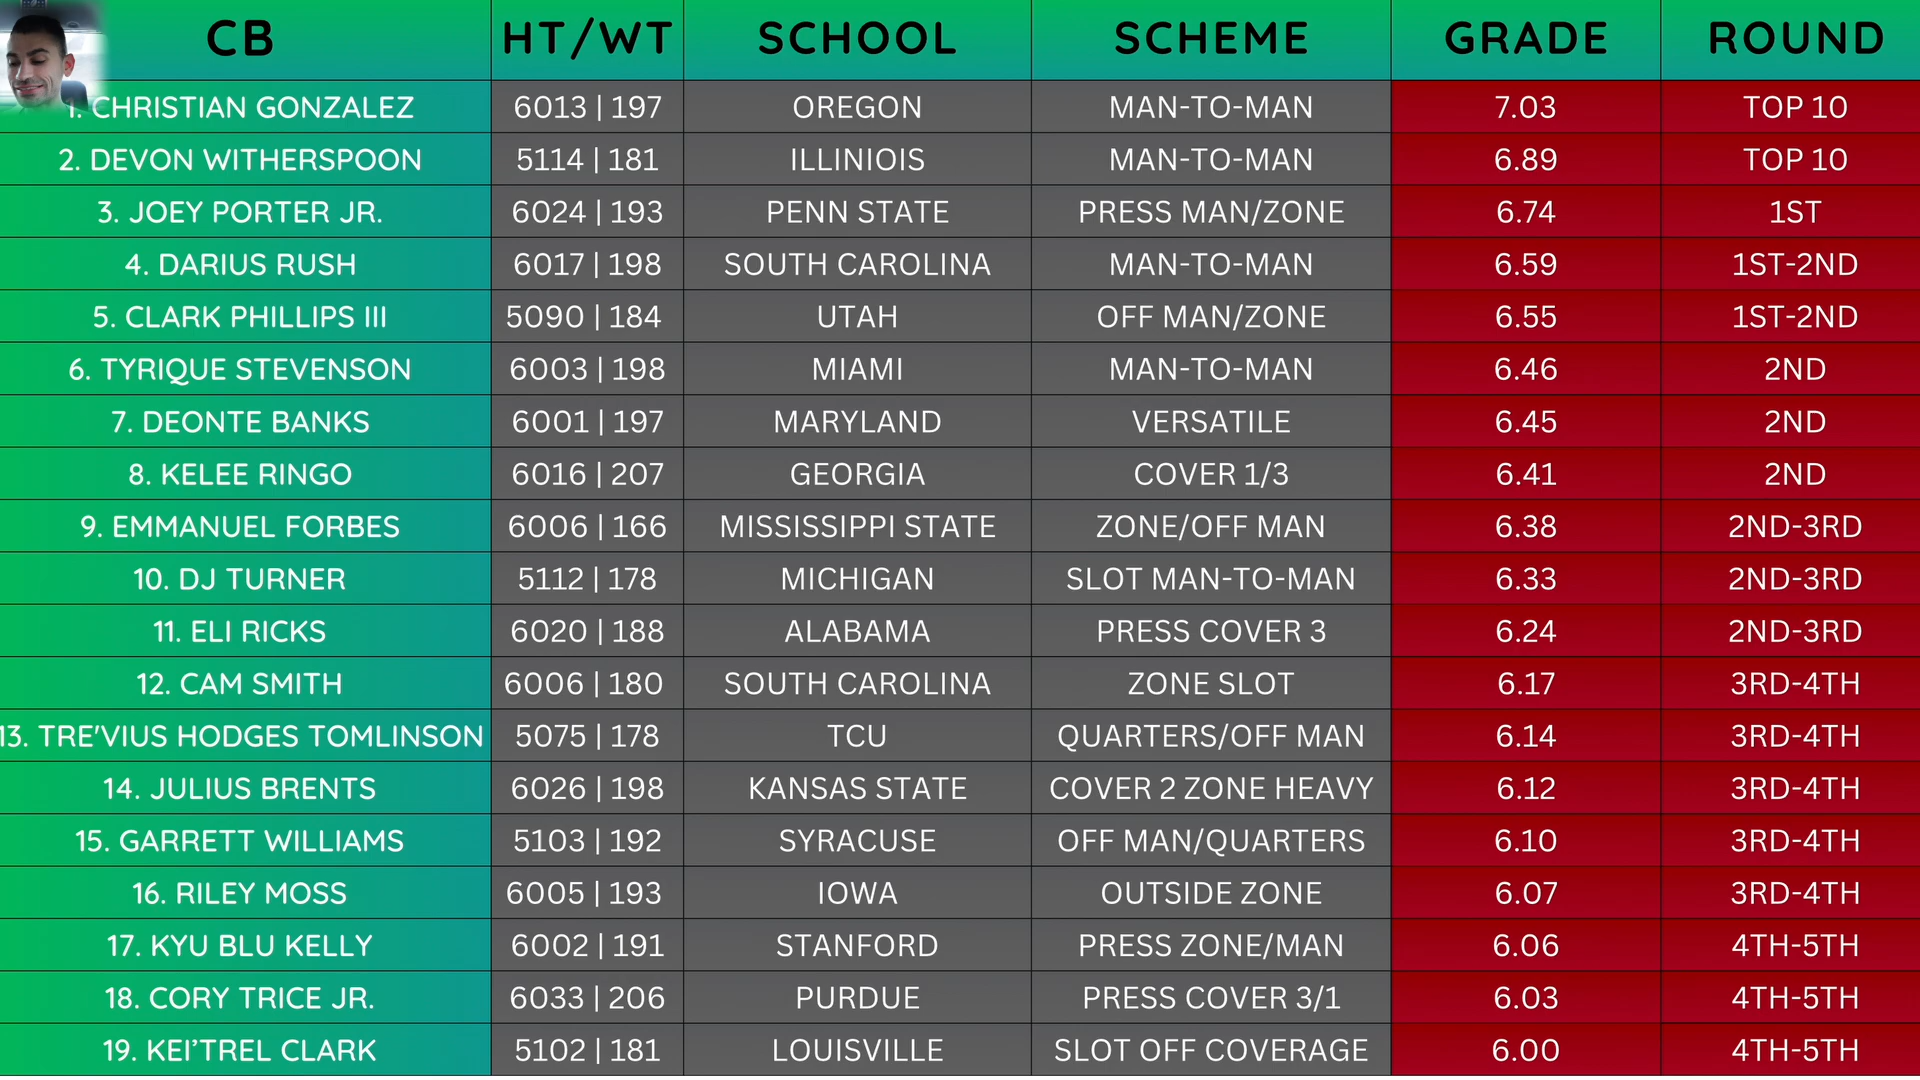 CB HT/WT SCHOOL SCHEME GRADE ROUND
1. CHRISTIAN GONZALEZ 6013 | 197 OREGON MAN-TO-MAN 7.03 TOP 10
2. DEVON WITHERSPOON 5114 | 181 ILLINIOIS MAN-TO-MAN 6.89 TOP 10
3. JOEY PORTER JR. 6024 | 193 PENN STATE PRESS MAN/ZONE 6.74 1ST
4. DARIUS RUSH 6017 | 198 SOUTH CAROLINA MAN-TO-MAN 6.59 1ST-2ND
5. CLARK PHILLIPS III 5090 | 184 UTAH OFF MAN/ZONE 6.55 1ST-2ND
6. TYRIQUE STEVENSON 6003 | 198 MIAMI MAN-TO-MAN 6.46 2ND
7. DEONTE BANKS 6001 | 197 MARYLAND VERSATILE 6.45 2ND
8. KELEE RINGO 6016 | 207 GEORGIA COVER 1/3 6.41 2ND
9. EMMANUEL FORBES 6006 | 166 MISSISSIPPI STATE ZONE/OFF MAN 6.38 2ND-3RD
10. DJ TURNER 5112 | 178 MICHIGAN SLOT MAN-TO-MAN 6.33 2ND-3RD
11. ELI RICKS 6020 | 188 ALABAMA PRESS COVER 3 6.24 2ND-3RD
12. CAM SMITH 6006 | 180 SOUTH CAROLINA ZONE SLOT 6.17 3RD-4TH
13. TRE'VIUS HODGES TOMLINSON 5075 | 178 TCU QUARTERS/OFF MAN 6.14 3RD-4TH
14. JULIUS BRENTS 6026 | 198 KANSAS STATE COVER 2 ZONE HEAVY 6.12 3RD-4TH
15. GARRETT WILLIAMS 5103 | 192 SYRACUSE OFF MAN/QUARTERS 6.10 3RD-4TH
16. RILEY MOSS 6005 | 193 IOWA OUTSIDE ZONE 6.07 3RD-4TH
17. KYU BLU KELLY 6002 | 191 STANFORD PRESS ZONE/MAN 6.06 4TH-5TH
18. CORY TRICE JR. 6033 | 206 PURDUE PRESS COVER 3/1 6.03 4TH-5TH
19. KEI’TREL CLARK 5102 | 181 LOUISVILLE SLOT OFF COVERAGE 6.00 4TH-5TH